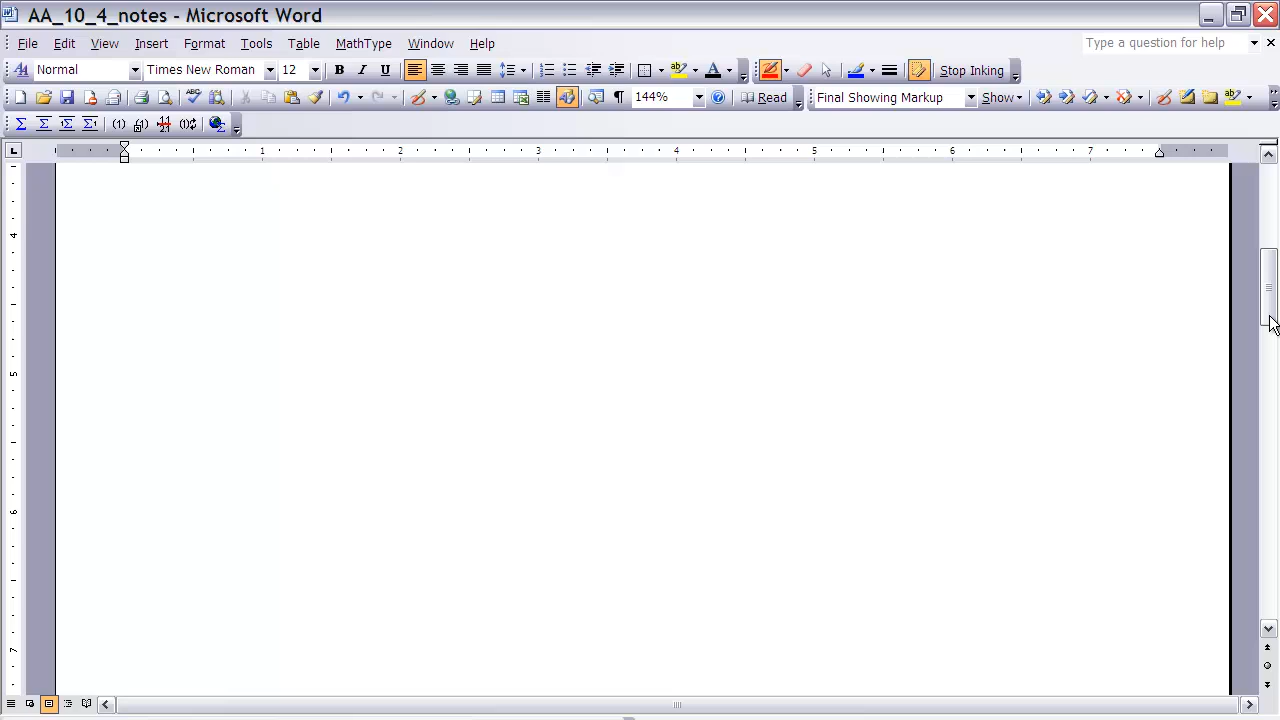 AA_10_4_notes - Microsoft Word
File Edit View Insert Format Tools Table MathType Window Help Type a question for help
Normal Times New Roman 12 B I U Stop Inking
144% Read Final Showing Markup Show
1 2 3 4 5 6 7
4
5
6
7